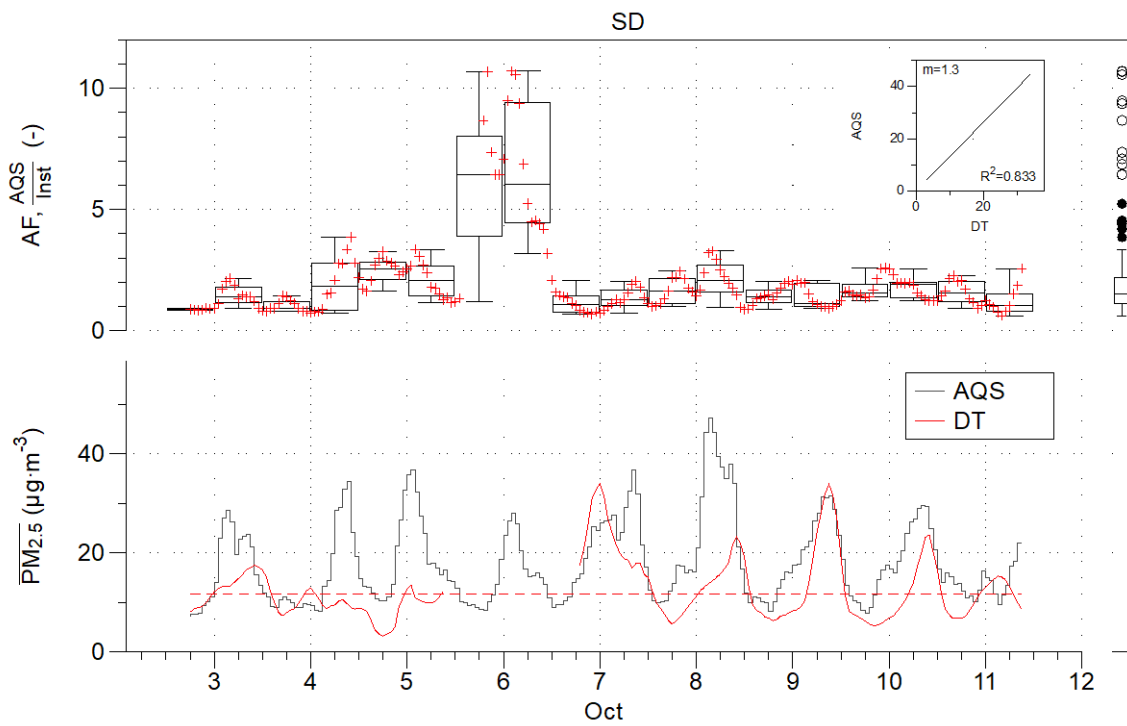 SD
AF, AQS/Inst (-)
10
5
0
m=1.3
AQS
40
20
0
0
20
DT
R²=0.833
PM₂.₅ (µg·m⁻³)
40
20
0
AQS
DT
3 4 5 6 7 8 9 10 11 12
Oct